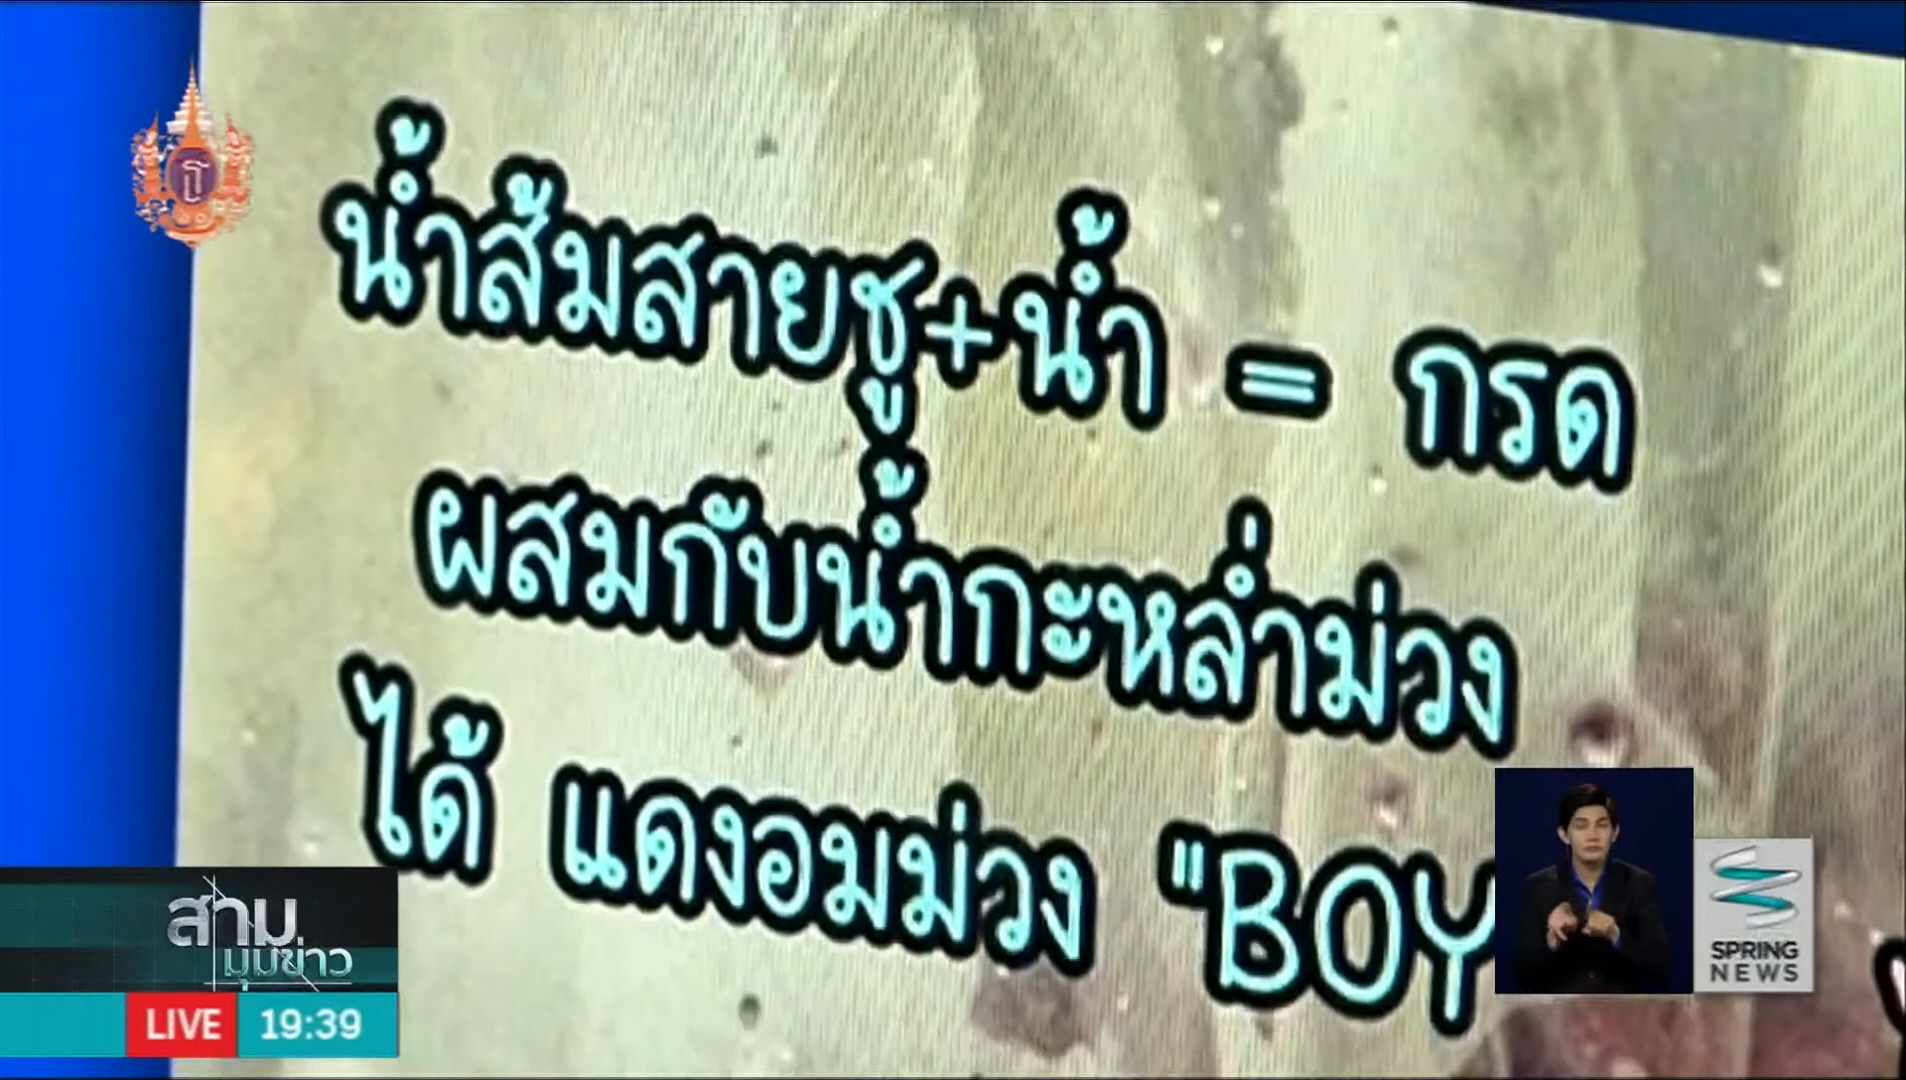 น้ำส้มสายชู+น้ำ = กรด
ผสมกับน้ำกะหล่ำม่วง
ได้ แดงอมม่วง "BOY
สาม
มุมข่าว
LIVE 19:39
SPRING
NEWS